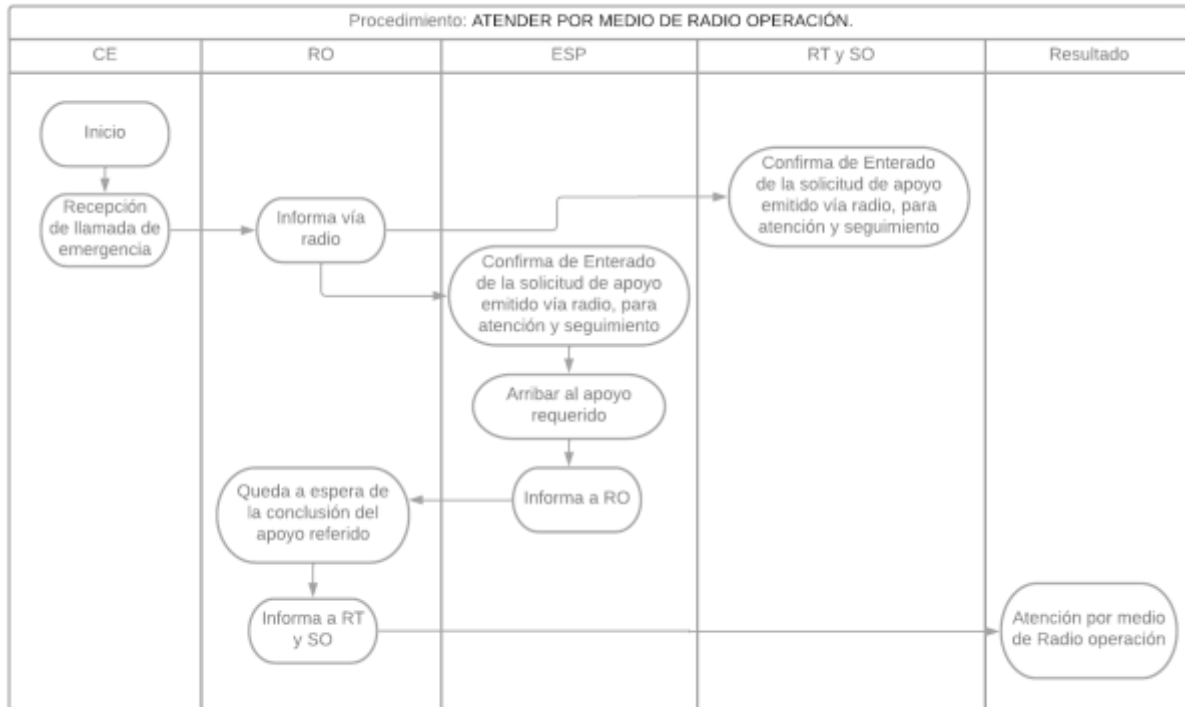 Procedimiento: ATENDER POR MEDIO DE RADIO OPERACIÓN.
CE
RO
ESP
RT y SO
Resultado
Inicio
Recepción
de llamada de
emergencia
Informa vía
radio
Confirma de Enterado
de la solicitud de apoyo
emitido vía radio, para
atención y seguimiento
Confirma de Enterado
de la solicitud de apoyo
emitido vía radio, para
atención y seguimiento
Arribar al apoyo
requerido
Informa a RO
Queda a espera de
la conclusión del
apoyo referido
Informa a RT
y SO
Atención por medio
de Radio operación